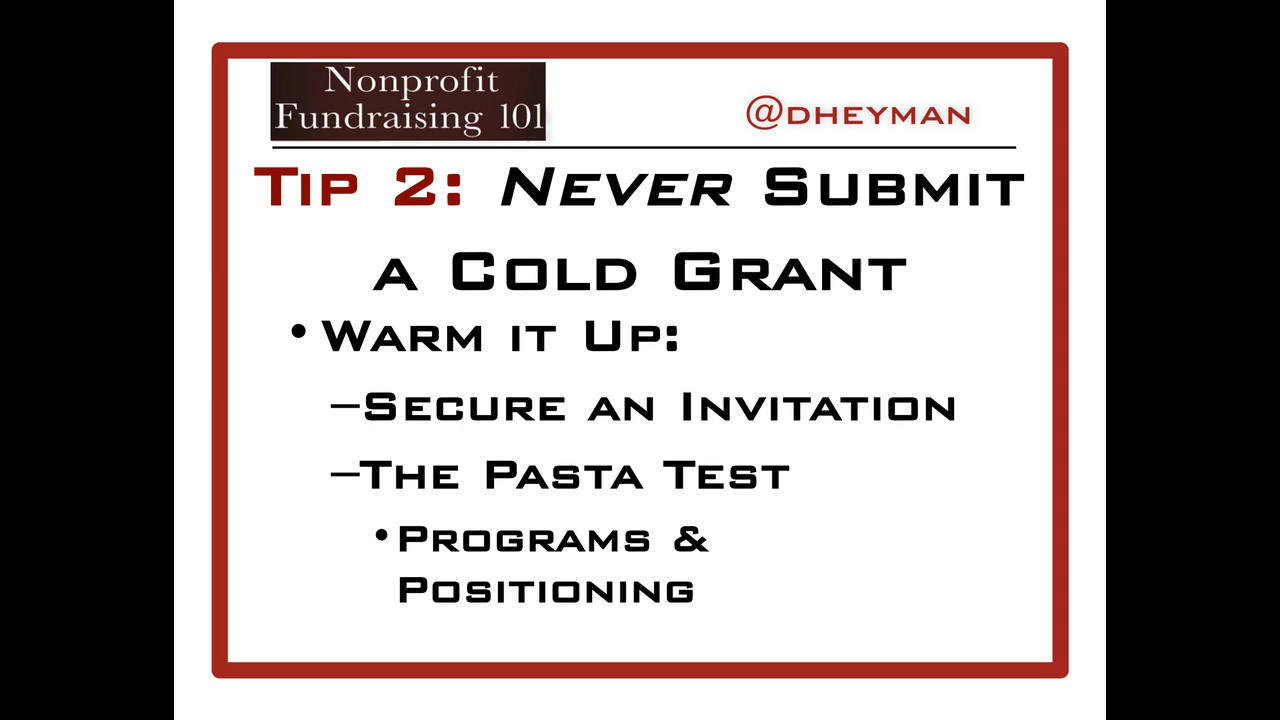 Nonprofit
Fundraising 101
@DHEYMAN
TIP 2: NEVER SUBMIT
A COLD GRANT
• WARM IT UP:
–SECURE AN INVITATION
–THE PASTA TEST
• PROGRAMS &
POSITIONING